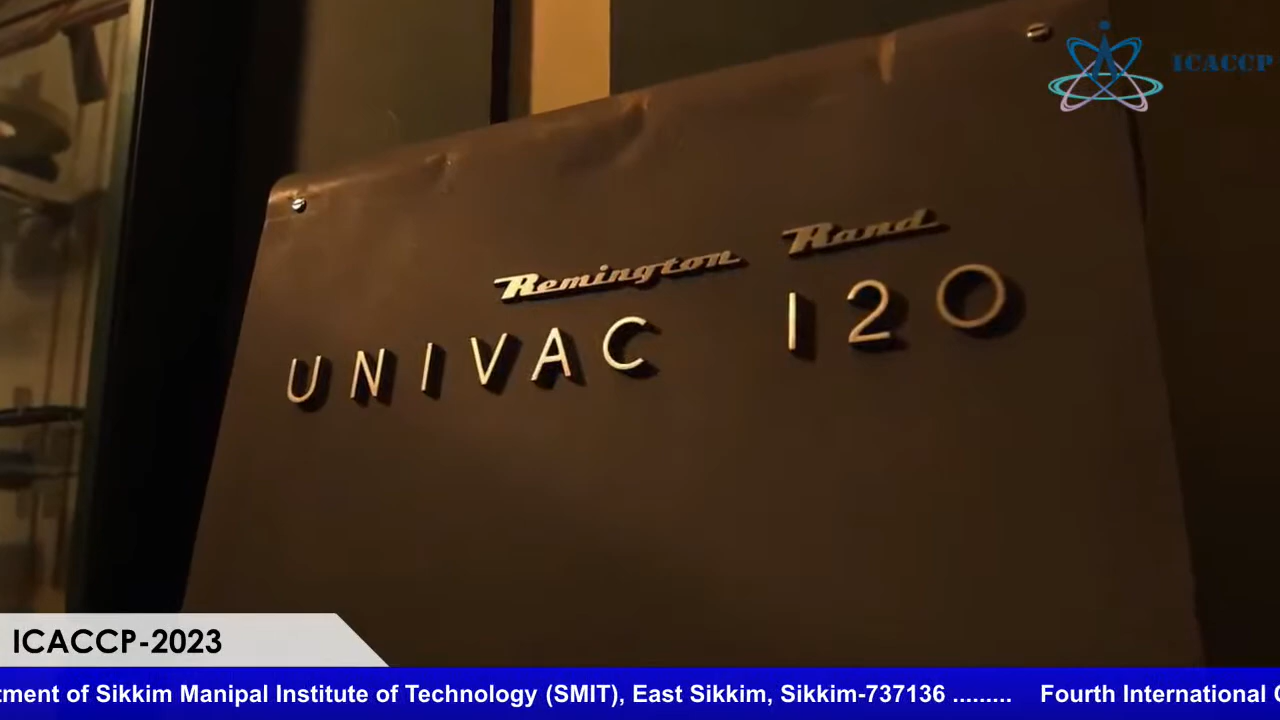 ICACCP
Remington Rand
UNIVAC 120
ICACCP-2023
tment of Sikkim Manipal Institute of Technology (SMIT), East Sikkim, Sikkim-737136 ......... Fourth International C